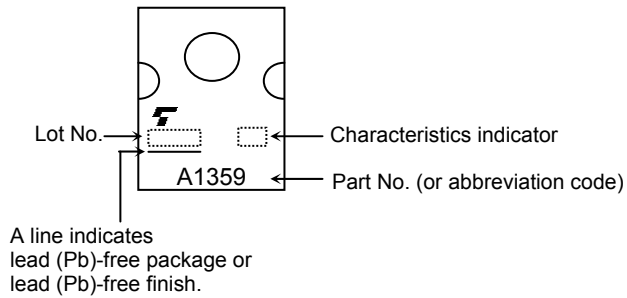 Lot No.
Characteristics indicator
A1359
Part No. (or abbreviation code)
A line indicates
lead (Pb)-free package or
lead (Pb)-free finish.